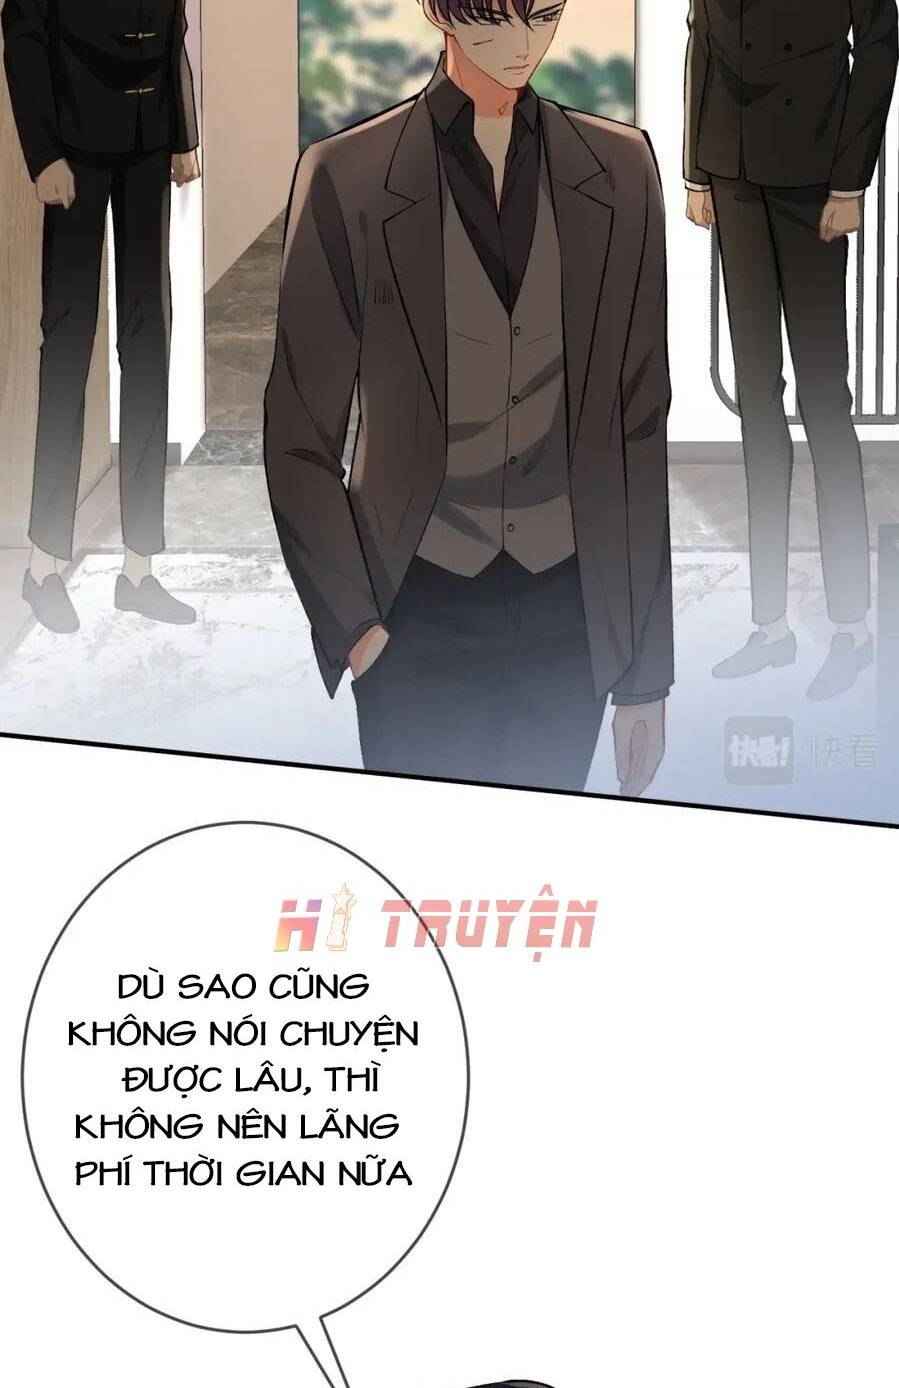 快看! 快看
HI TRUYỆN
DÙ SAO CŨNG
KHÔNG NÓI CHUYỆN
ĐƯỢC LÂU, THÌ
KHÔNG NÊN LÃNG
PHÍ THỜI GIAN NỮA